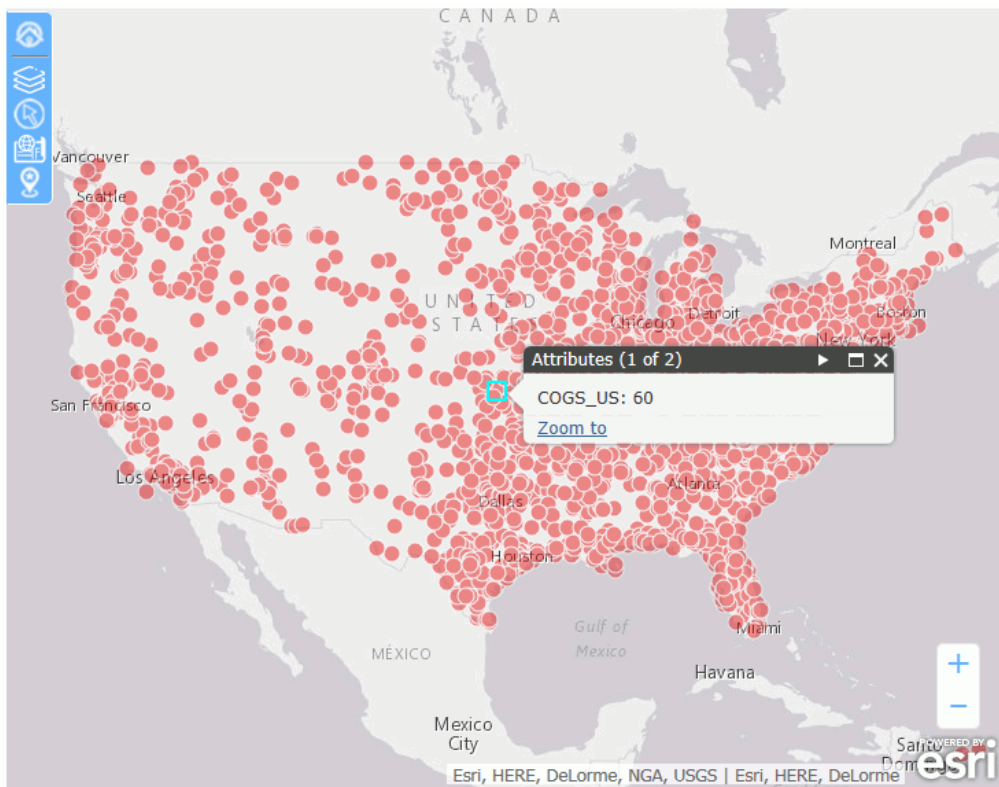 CANADA
Vancouver
Seattle
Montreal
UNITED
STATES
Chicago
Detroit
Boston
New York
Attributes (1 of 2)
COGS_US: 60
Zoom to
San Francisco
Los Angeles
Dallas
Atlanta
Houston
Miami
Gulf of
Mexico
MÉXICO
Havana
Mexico
City
Santo
Domingo
POWERED BY
esri
Esri, HERE, DeLorme, NGA, USGS | Esri, HERE, DeLorme